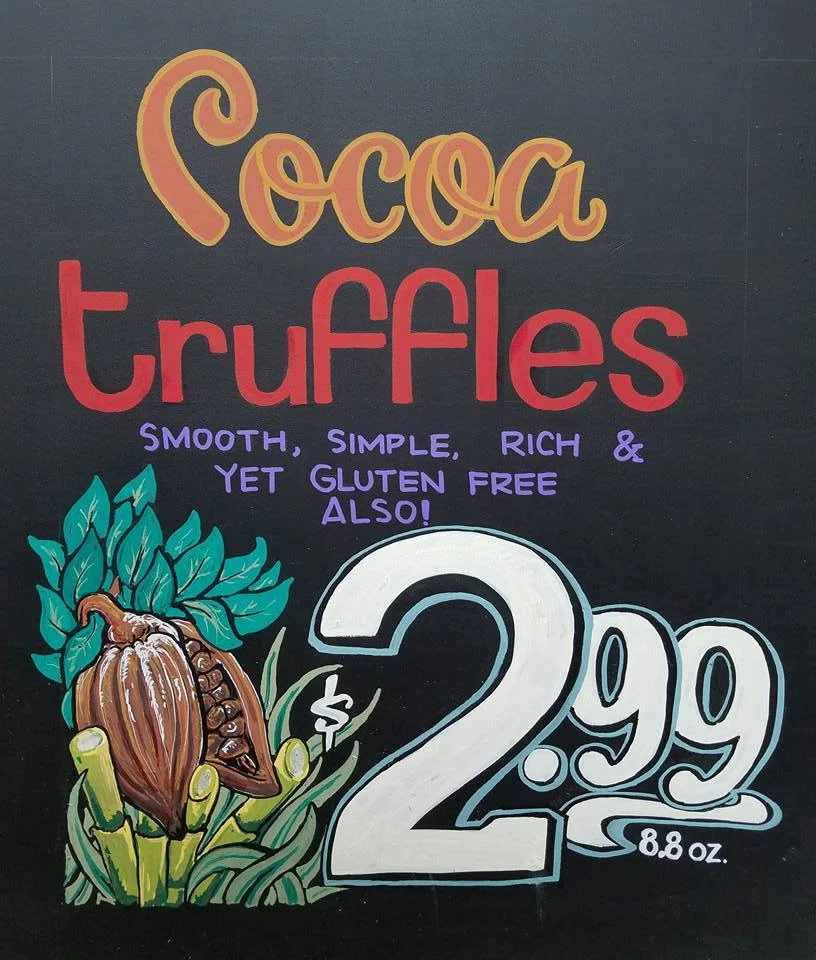 Cocoa
truffles
SMOOTH, SIMPLE, RICH &
YET GLUTEN FREE
ALSO!
$2.99
8.8 OZ.